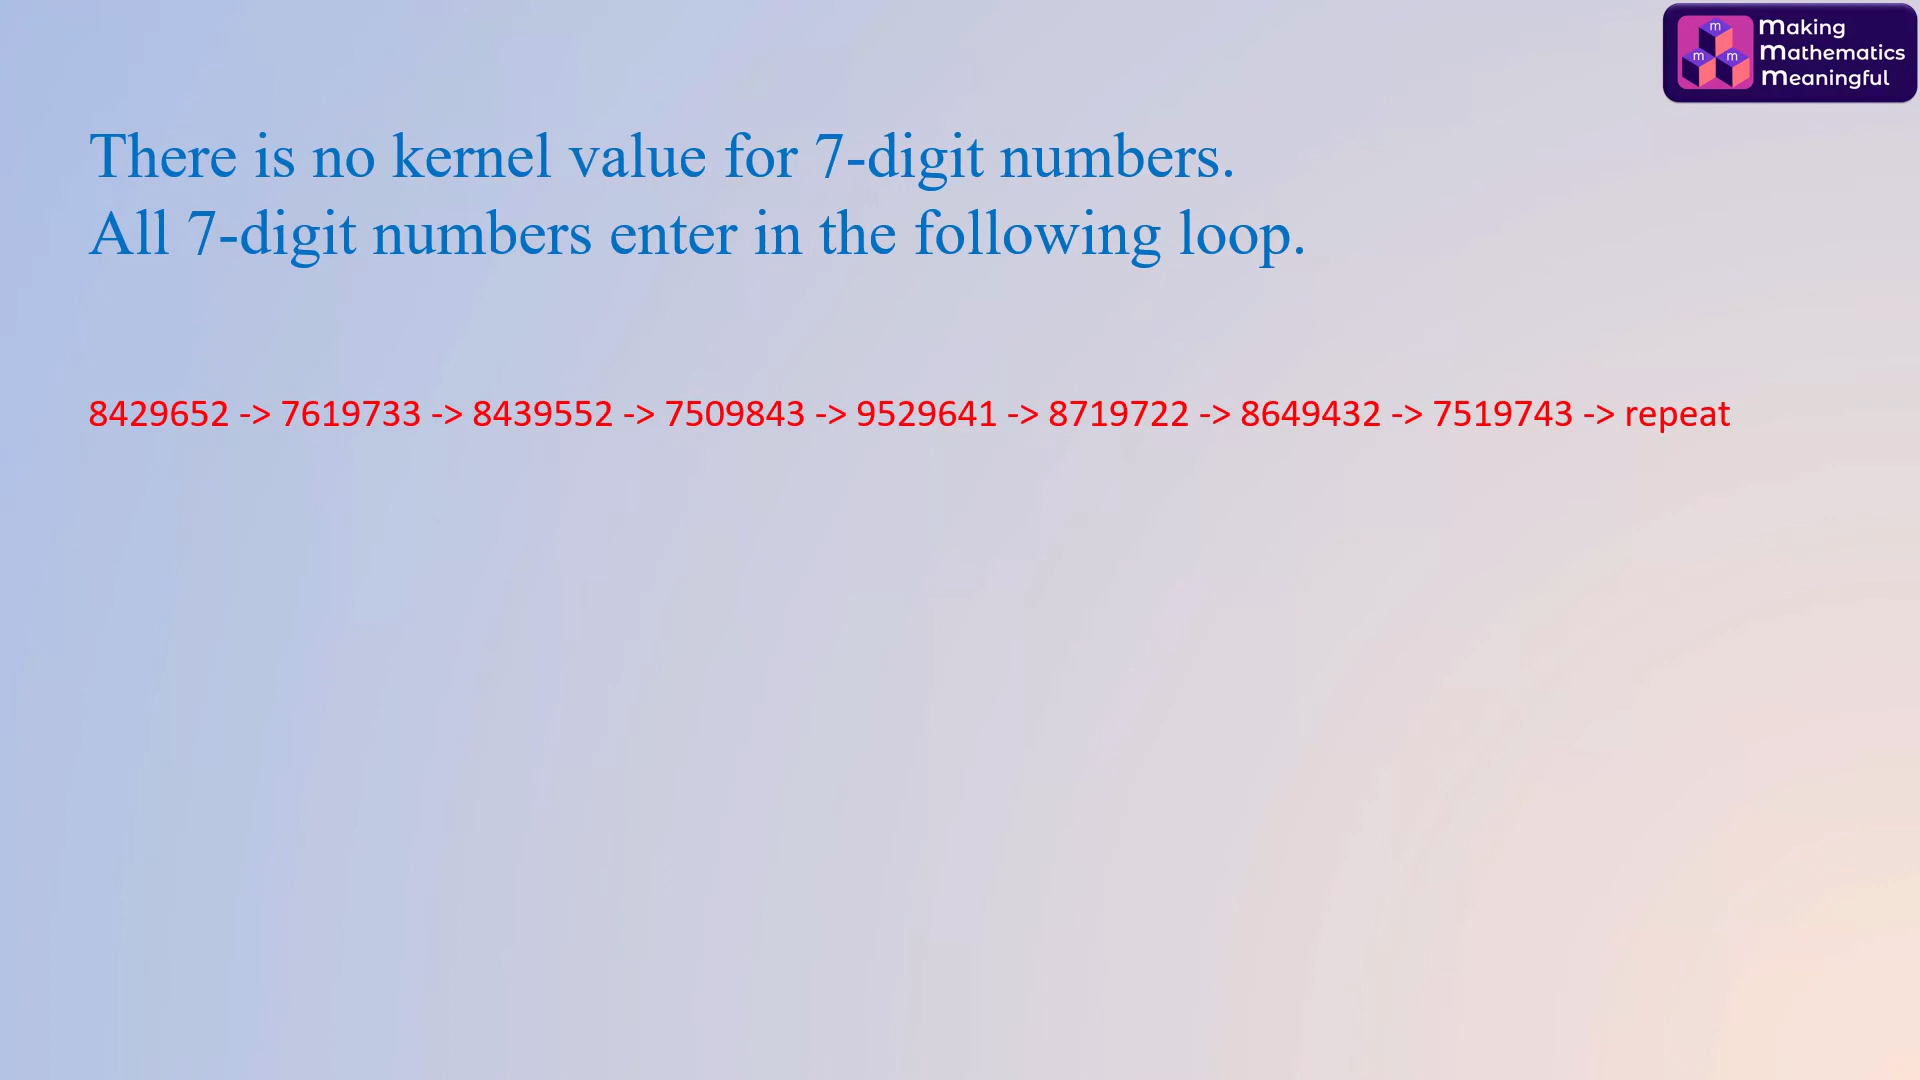 making
mathematics
meaningful
m
m m
There is no kernel value for 7-digit numbers.
All 7-digit numbers enter in the following loop.
8429652 -> 7619733 -> 8439552 -> 7509843 -> 9529641 -> 8719722 -> 8649432 -> 7519743 -> repeat